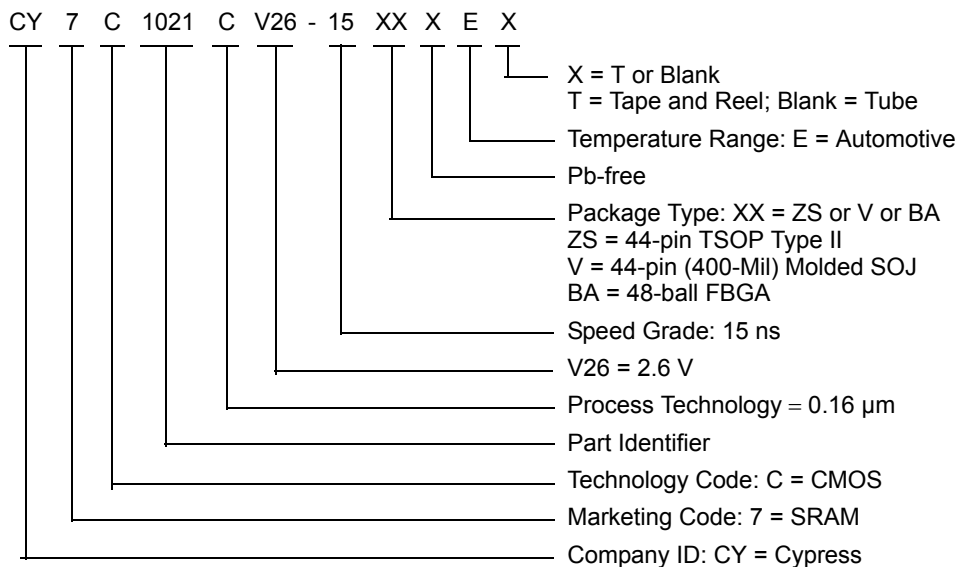 CY 7 C 1021 C V26 - 15 XX X E X
X = T or Blank
T = Tape and Reel; Blank = Tube
Temperature Range: E = Automotive
Pb-free
Package Type: XX = ZS or V or BA
ZS = 44-pin TSOP Type II
V = 44-pin (400-Mil) Molded SOJ
BA = 48-ball FBGA
Speed Grade: 15 ns
V26 = 2.6 V
Process Technology = 0.16 µm
Part Identifier
Technology Code: C = CMOS
Marketing Code: 7 = SRAM
Company ID: CY = Cypress